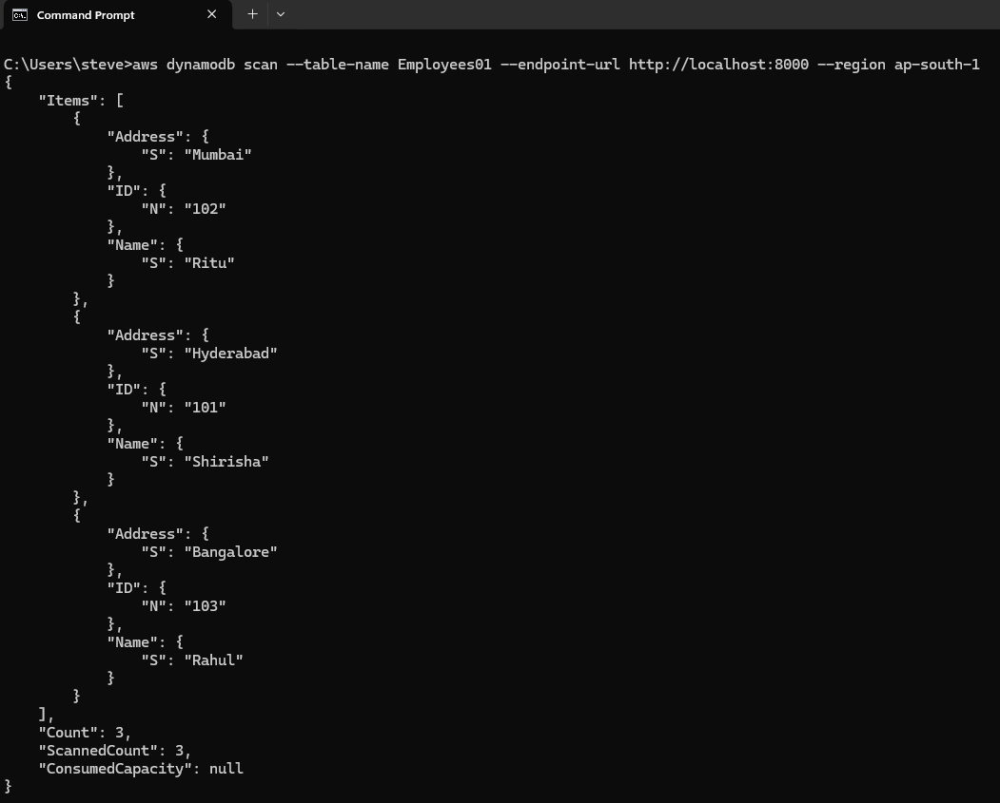 Command Prompt
C:\Users\steve>aws dynamodb scan --table-name Employees01 --endpoint-url http://localhost:8000 --region ap-south-1
{
    "Items": [
        {
            "Address": {
                "S": "Mumbai"
            },
            "ID": {
                "N": "102"
            },
            "Name": {
                "S": "Ritu"
            }
        },
        {
            "Address": {
                "S": "Hyderabad"
            },
            "ID": {
                "N": "101"
            },
            "Name": {
                "S": "Shirisha"
            }
        },
        {
            "Address": {
                "S": "Bangalore"
            },
            "ID": {
                "N": "103"
            },
            "Name": {
                "S": "Rahul"
            }
        }
    ],
    "Count": 3,
    "ScannedCount": 3,
    "ConsumedCapacity": null
}